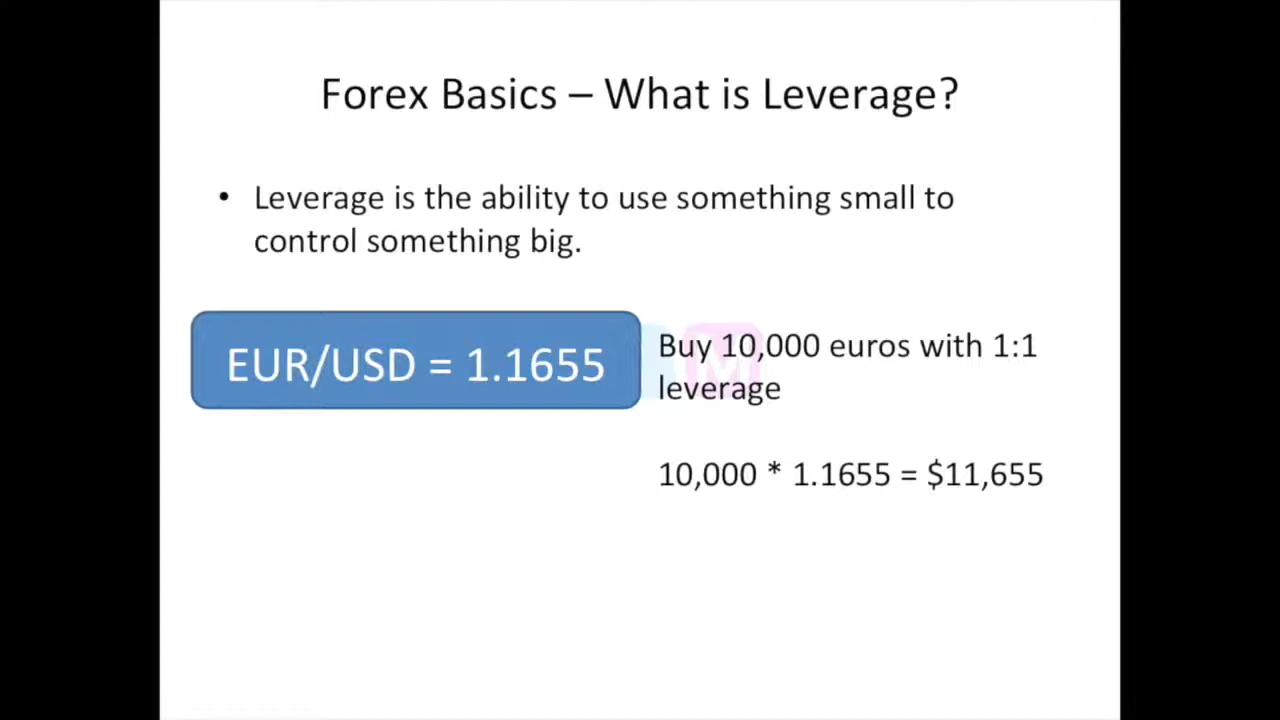 Forex Basics – What is Leverage?
• Leverage is the ability to use something small to
control something big.
EUR/USD = 1.1655
Buy 10,000 euros with 1:1
leverage
10,000 * 1.1655 = $11,655